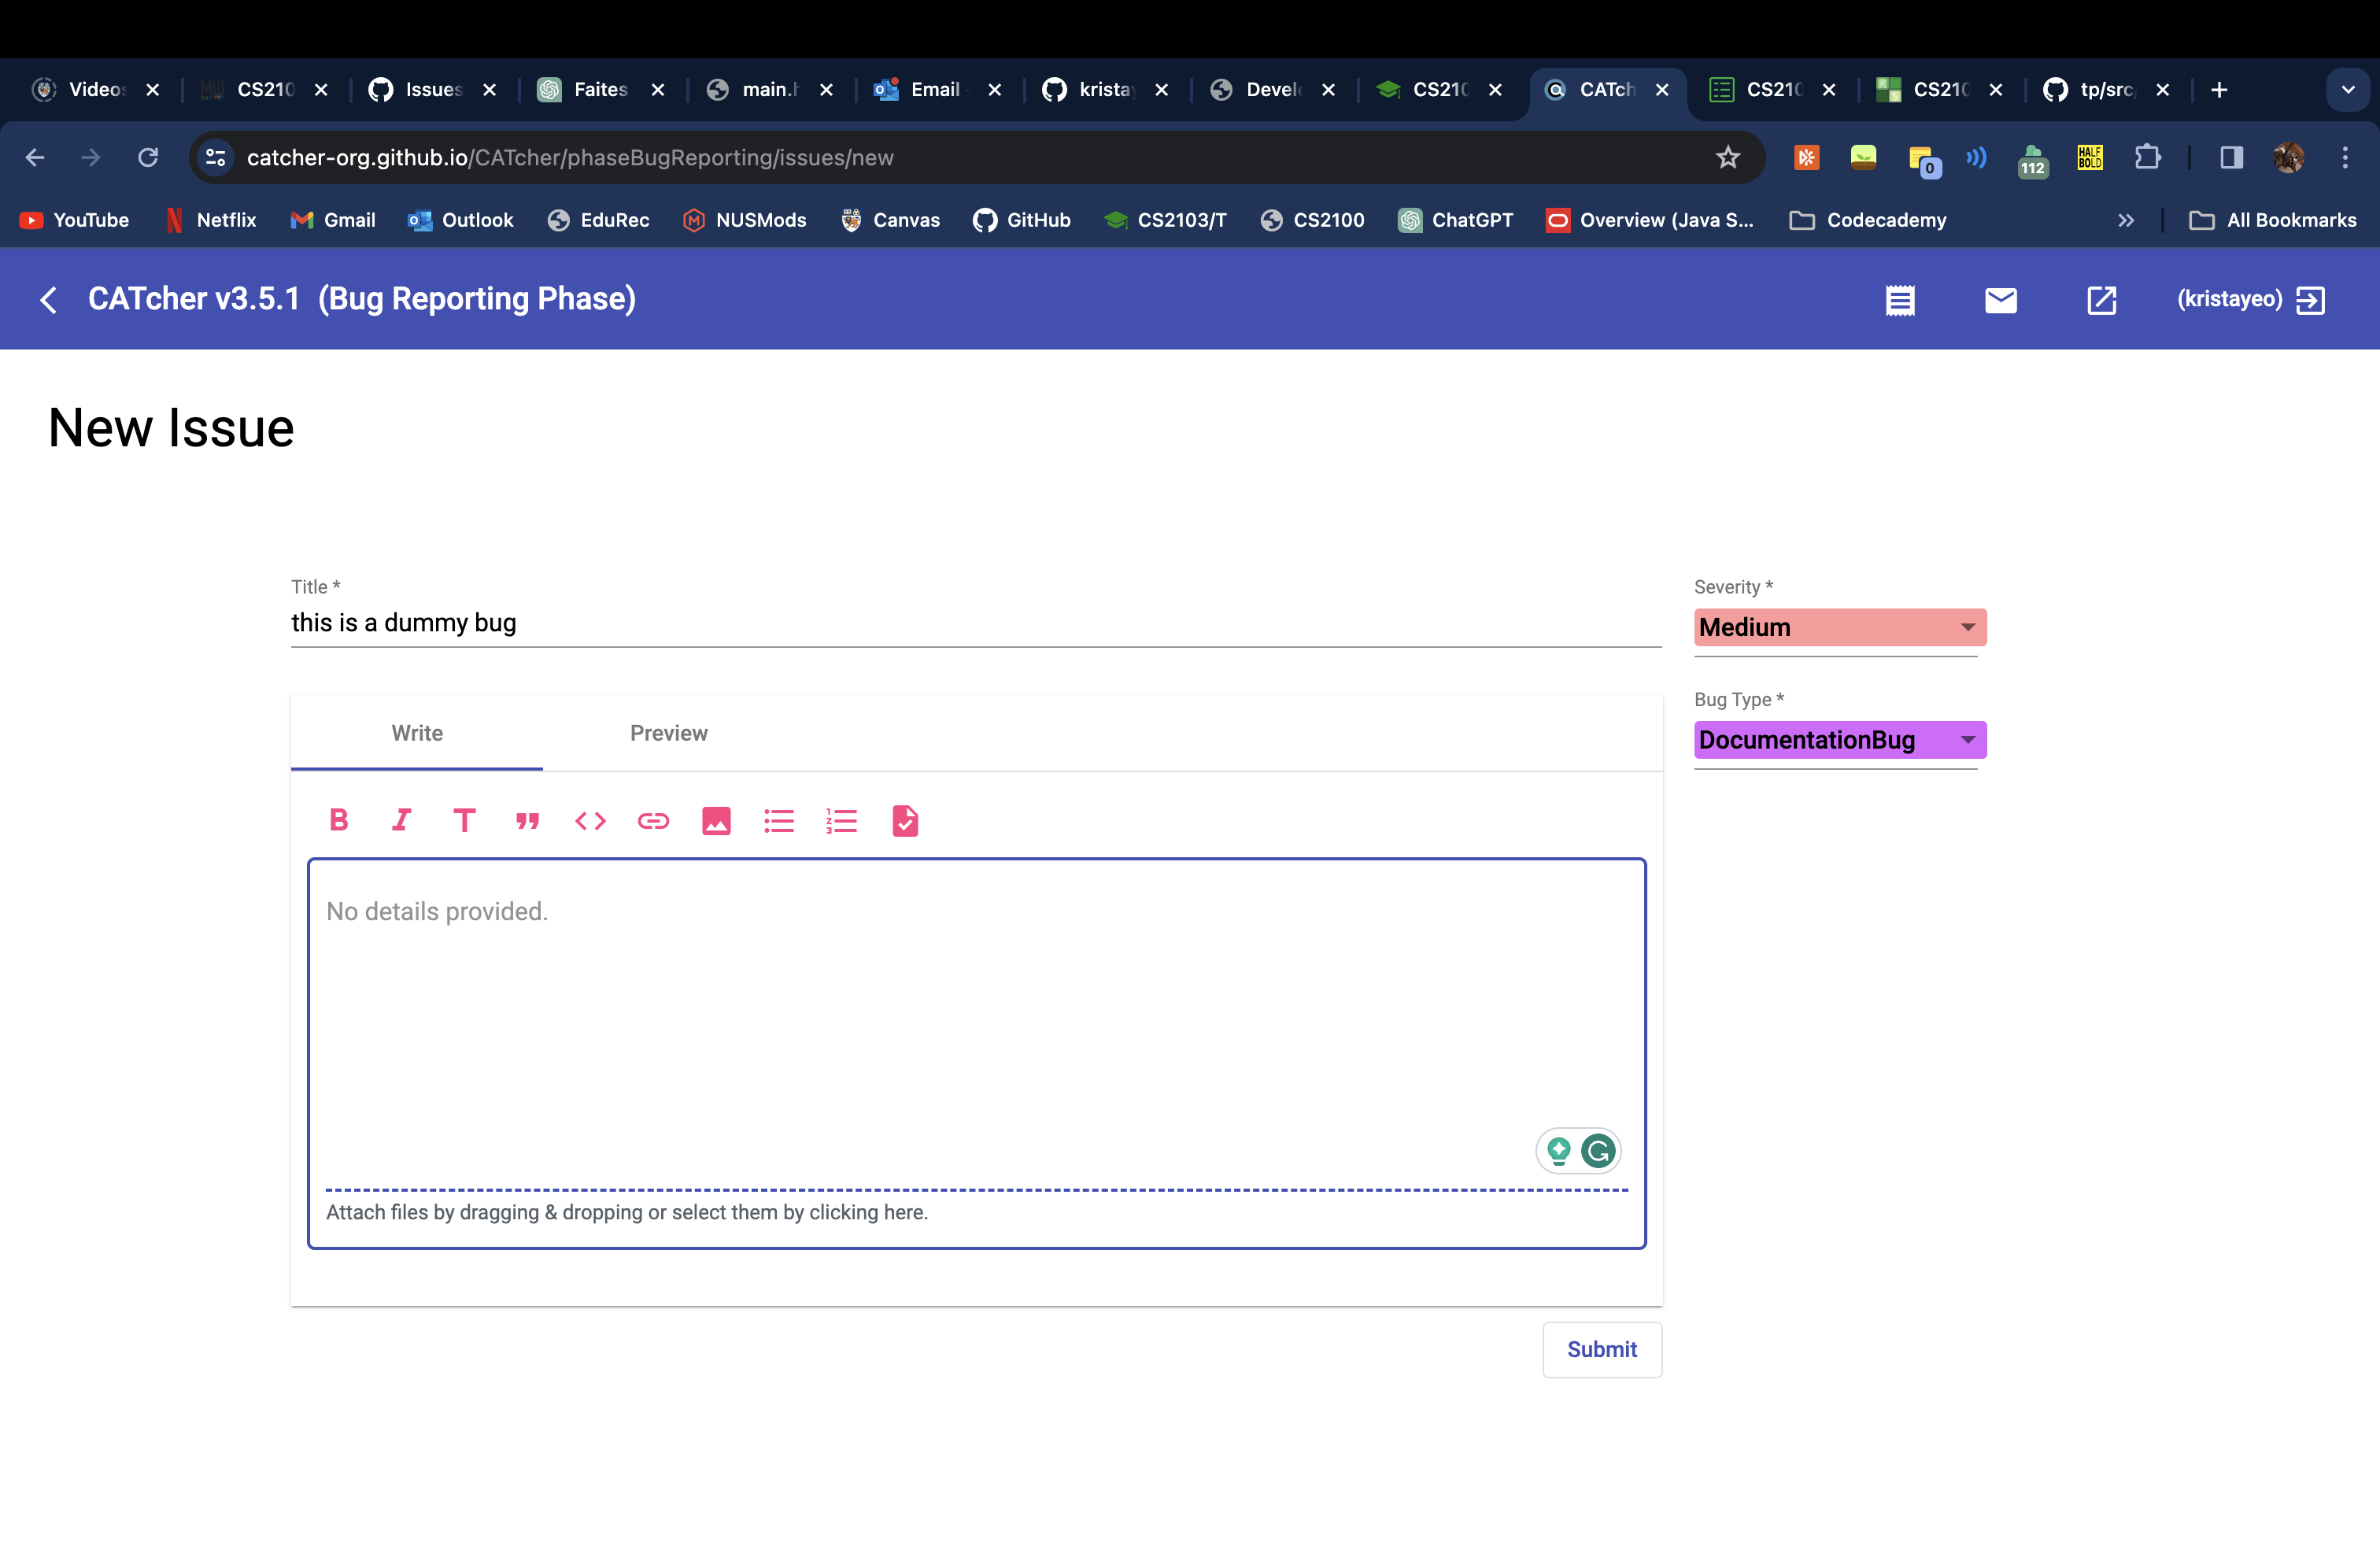 Videos CS210 Issues Faites main.h Email krista Devel CS210 CATch CS210 CS210 tp/src
catcher-org.github.io/CATcher/phaseBugReporting/issues/new 0 112 HALF BOLD
YouTube Netflix Gmail Outlook EduRec NUSMods Canvas GitHub CS2103/T CS2100 ChatGPT Overview (Java S... Codecademy All Bookmarks
CATcher v3.5.1 (Bug Reporting Phase) (kristayeo)
New Issue
Title * Severity *
this is a dummy bug Medium
Bug Type *
Write Preview DocumentationBug
No details provided.
Attach files by dragging & dropping or select them by clicking here.
Submit